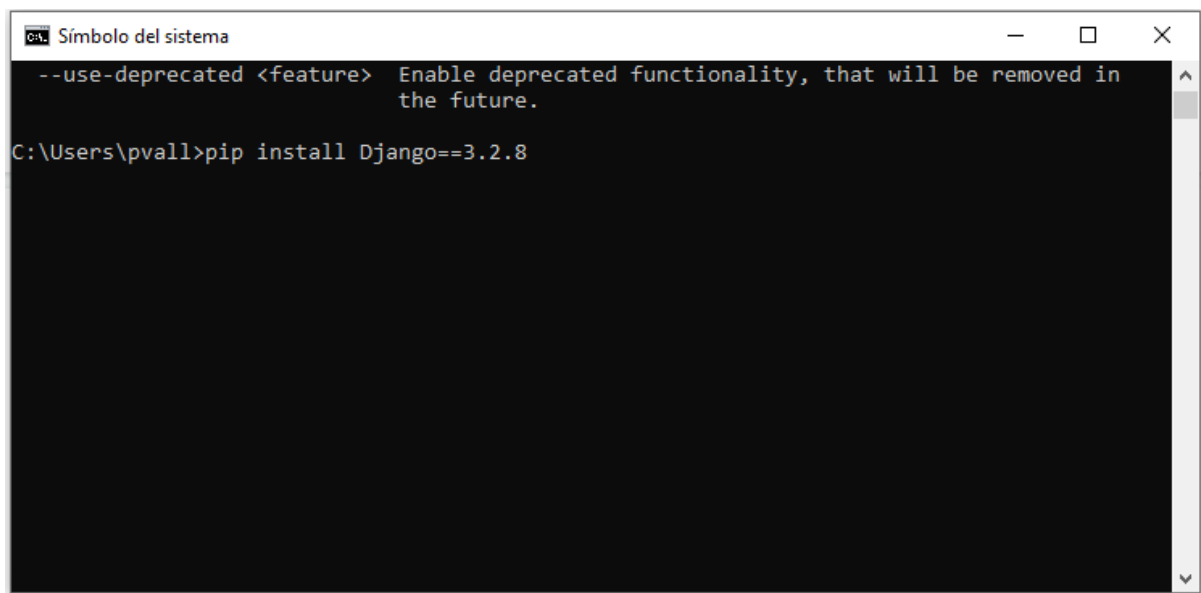 Símbolo del sistema
--use-deprecated <feature> Enable deprecated functionality, that will be removed in
the future.
C:\Users\pvall>pip install Django==3.2.8